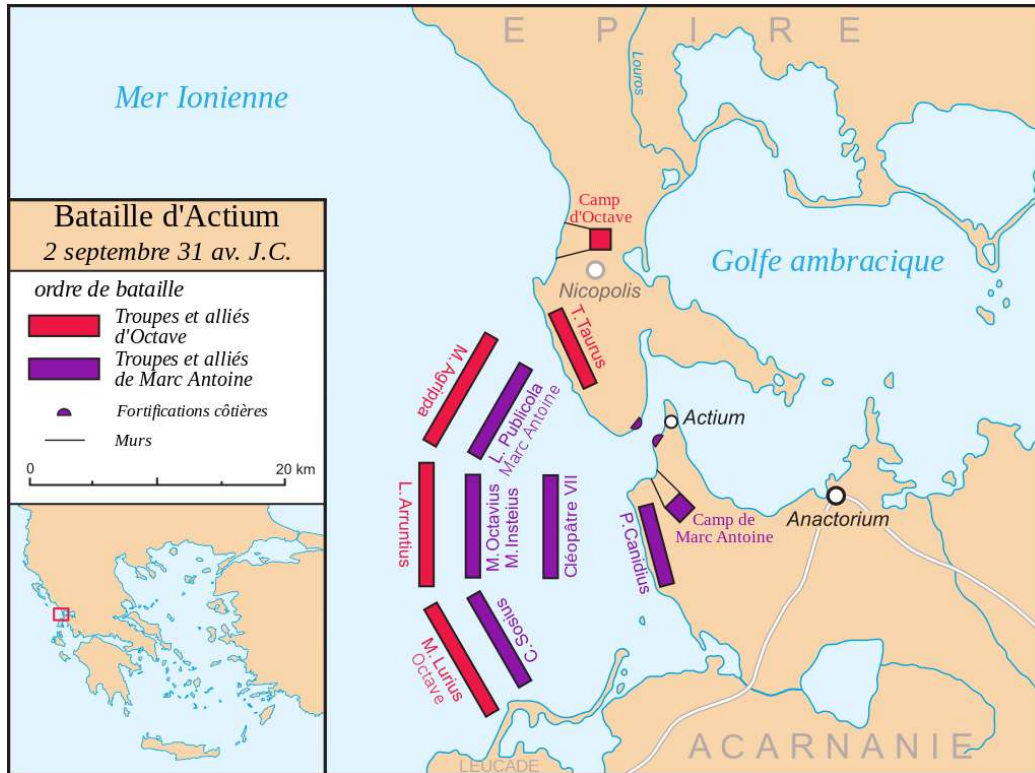 EPIRE
Mer Ionienne
Louros
Camp
d'Octave
Golfe ambracique
Nicopolis
T.Taurus
M.Agrippa
L. Publicola
Marc Antoine
Actium
L. Arruntius
M. Octavius
M. Insteius
Cléopâtre VII
P.Canidius
Camp de
Marc Antoine
Anactorium
C.Sosius
M. Lurius
Octave
LEUCADE
ACARNANIE
Bataille d'Actium
2 septembre 31 av. J.C.
ordre de bataille
Troupes et alliés
d'Octave
Troupes et alliés
de Marc Antoine
Fortifications côtières
Murs
0
20 km